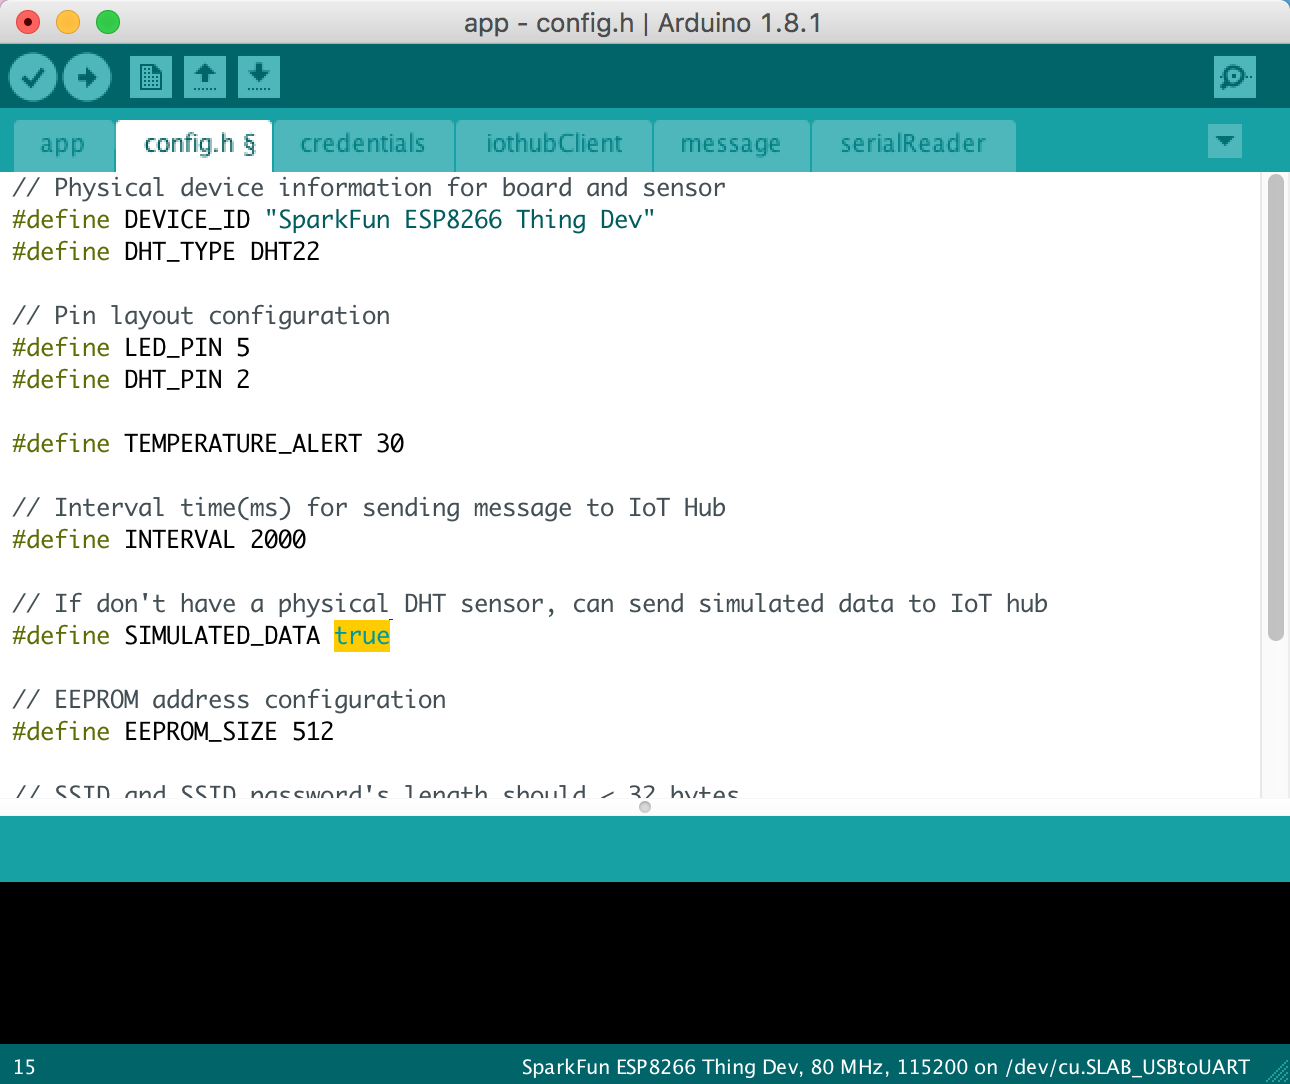 app - config.h | Arduino 1.8.1
app config.h § credentials iothubClient message serialReader
// Physical device information for board and sensor
#define DEVICE_ID "SparkFun ESP8266 Thing Dev"
#define DHT_TYPE DHT22
// Pin layout configuration
#define LED_PIN 5
#define DHT_PIN 2
#define TEMPERATURE_ALERT 30
// Interval time(ms) for sending message to IoT Hub
#define INTERVAL 2000
// If don't have a physical DHT sensor, can send simulated data to IoT hub
#define SIMULATED_DATA true
// EEPROM address configuration
#define EEPROM_SIZE 512
// SSID and SSID password's length should < 32 bytes
15 SparkFun ESP8266 Thing Dev, 80 MHz, 115200 on /dev/cu.SLAB_USBtoUART